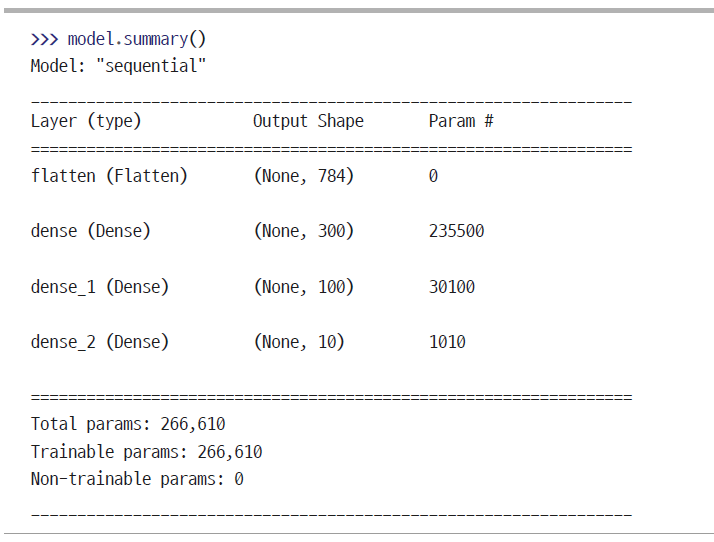 >>> model.summary()
Model: "sequential"
_________________________________________________________________
Layer (type)                 Output Shape              Param #
=================================================================
flatten (Flatten)            (None, 784)               0
dense (Dense)                (None, 300)               235500
dense_1 (Dense)              (None, 100)               30100
dense_2 (Dense)              (None, 10)                1010
=================================================================
Total params: 266,610
Trainable params: 266,610
Non-trainable params: 0
_________________________________________________________________